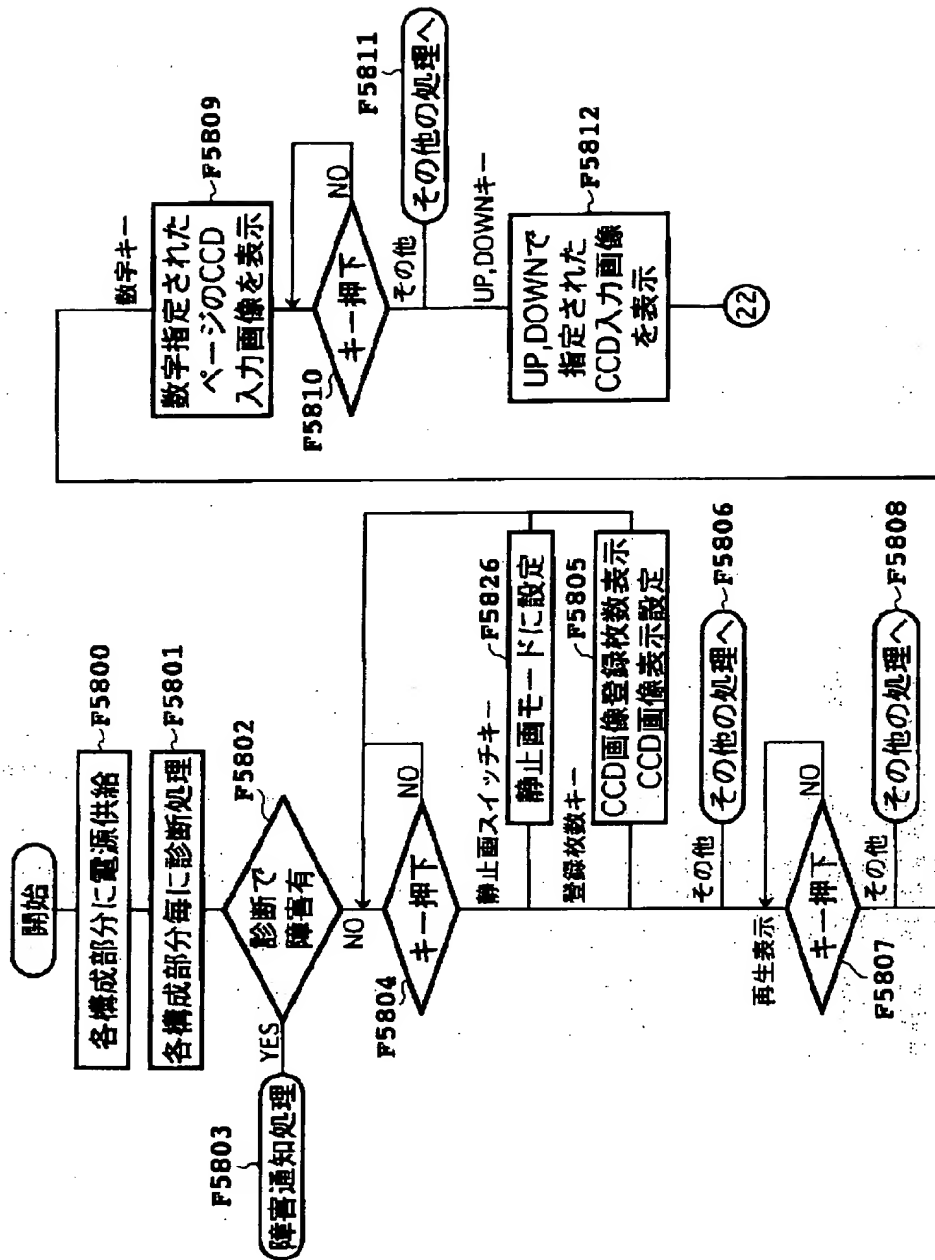 開始
各構成部分に電源供給
F5800
各構成部分毎に診断処理
F5801
診断で
障害有
F5802
YES
障害通知処理
F5803
NO
キー押下
F5804
NO
静止画スイッチキー
静止画モードに設定
F5826
登録枚数キー
CCD画像登録枚数表示
CCD画像表示設定
F5805
その他
その他の処理へ
F5806
再生表示
キー押下
F5807
NO
その他
その他の処理へ
F5808
数字キー
数字指定された
ページのCCD
入力画像を表示
F5809
キー押下
F5810
NO
その他
その他の処理へ
F5811
UP,DOWNキー
UP,DOWNで
指定された
CCD入力画像
を表示
F5812
22